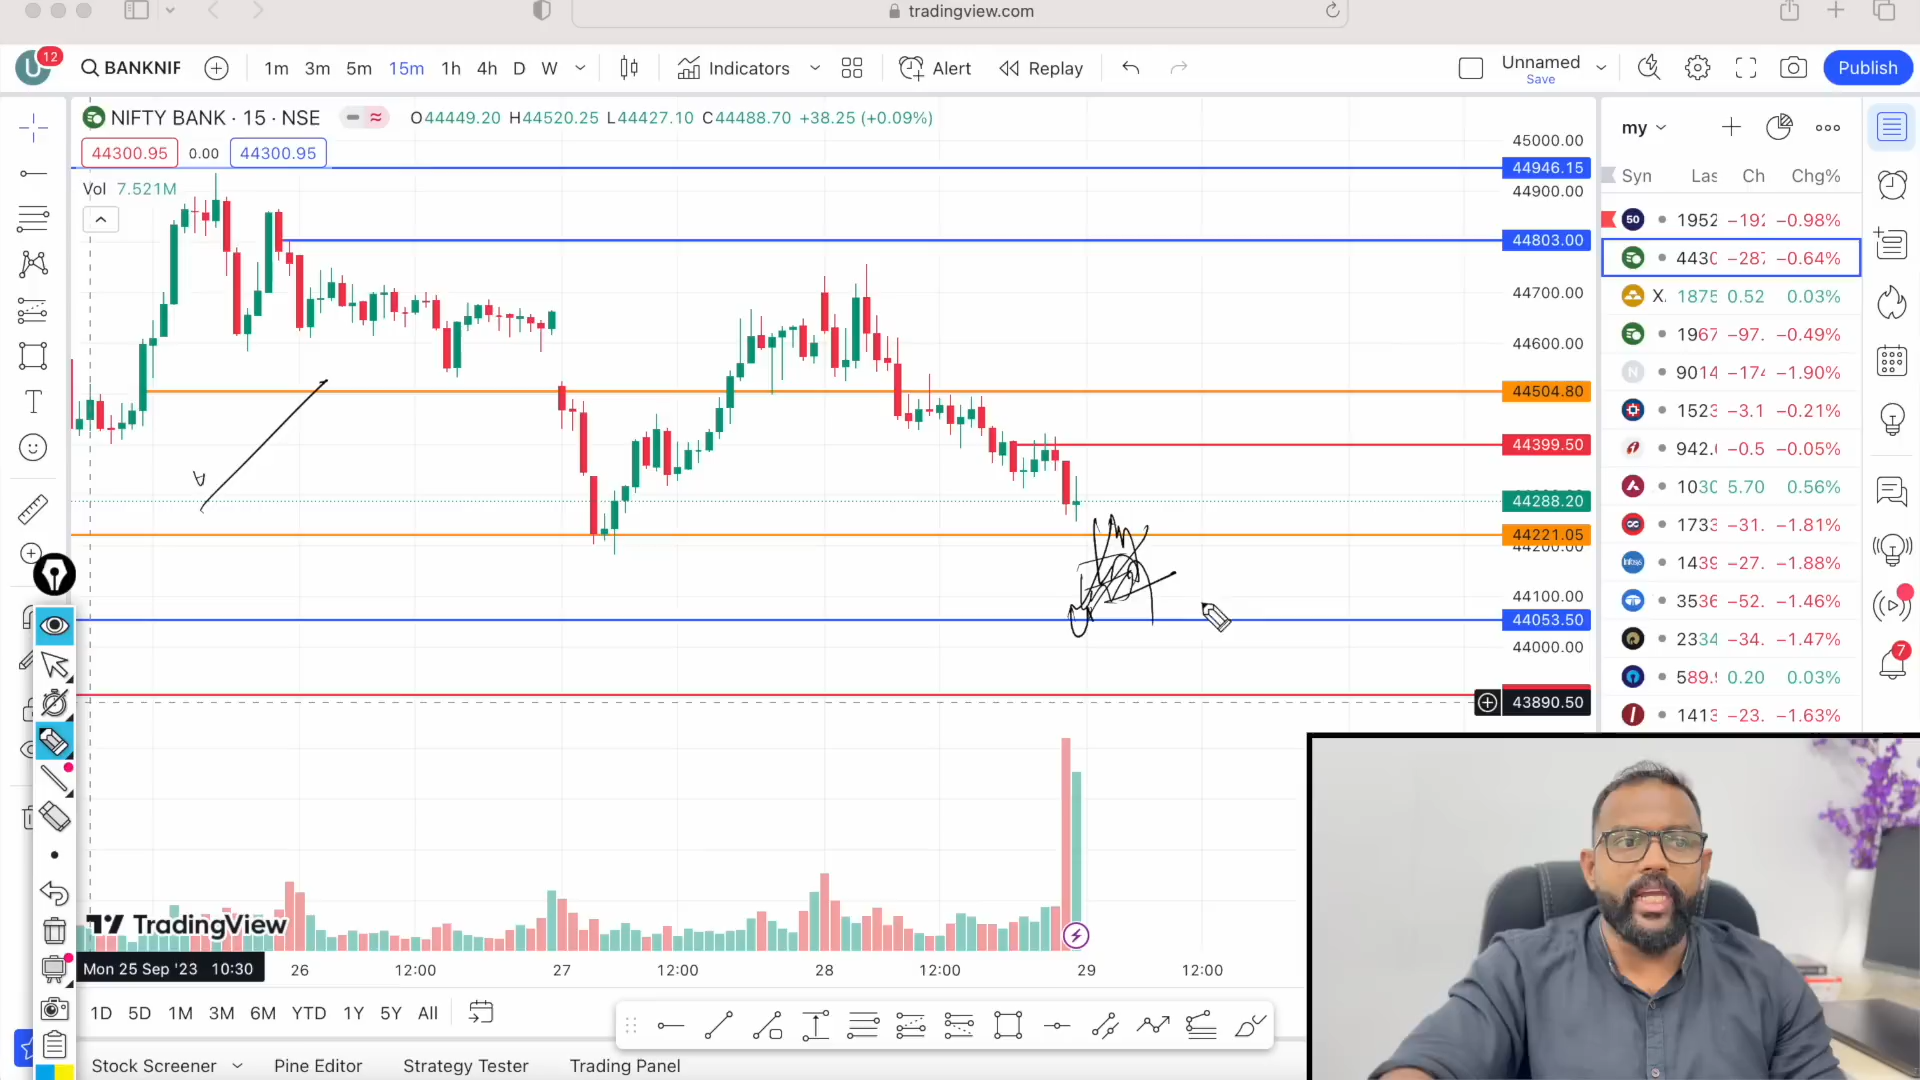 tradingview.com
U 12 BANKNIF 1m 3m 5m 15m 1h 4h D W Indicators Alert Replay Unnamed Save Publish
NIFTY BANK · 15 · NSE O44449.20 H44520.25 L44427.10 C44488.70 +38.25 (+0.09%)
44300.95 0.00 44300.95
Vol 7.521M
45000.00
44946.15
44900.00
44803.00
44700.00
44600.00
44504.80
44399.50
44288.20
44221.05
44200.00
44100.00
44053.50
44000.00
43890.50
my
Syn Las Ch Chg%
50 1952 −192 −0.98%
4430 −287 −0.64%
X. 1875 0.52 0.03%
1967 −97. −0.49%
N 9014 −174 −1.90%
1523 −3.1 −0.21%
942. −0.5 −0.05%
1030 5.70 0.56%
1733 −31. −1.81%
1439 −27. −1.88%
3536 −52. −1.46%
2334 −34. −1.47%
589. 0.20 0.03%
1413 −23. −1.63%
7
TradingView
Mon 25 Sep '23 10:30 26 12:00 27 12:00 28 12:00 29 12:00
1D 5D 1M 3M 6M YTD 1Y 5Y All
Stock Screener Pine Editor Strategy Tester Trading Panel